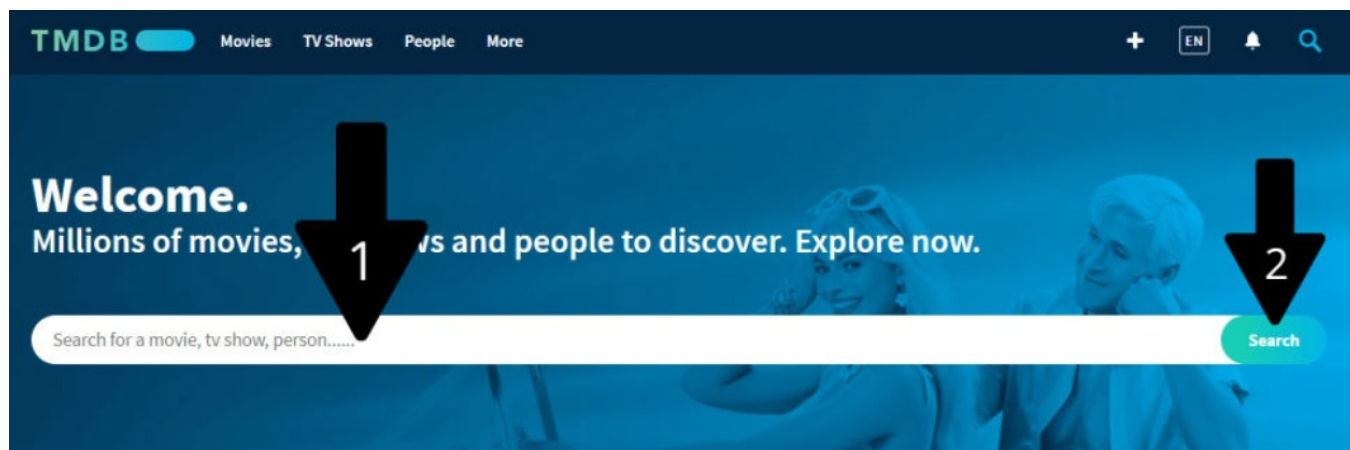 TMDB Movies TV Shows People More EN
Welcome.
Millions of movies, ws and people to discover. Explore now.
1
2
Search for a movie, tv show, person...... Search